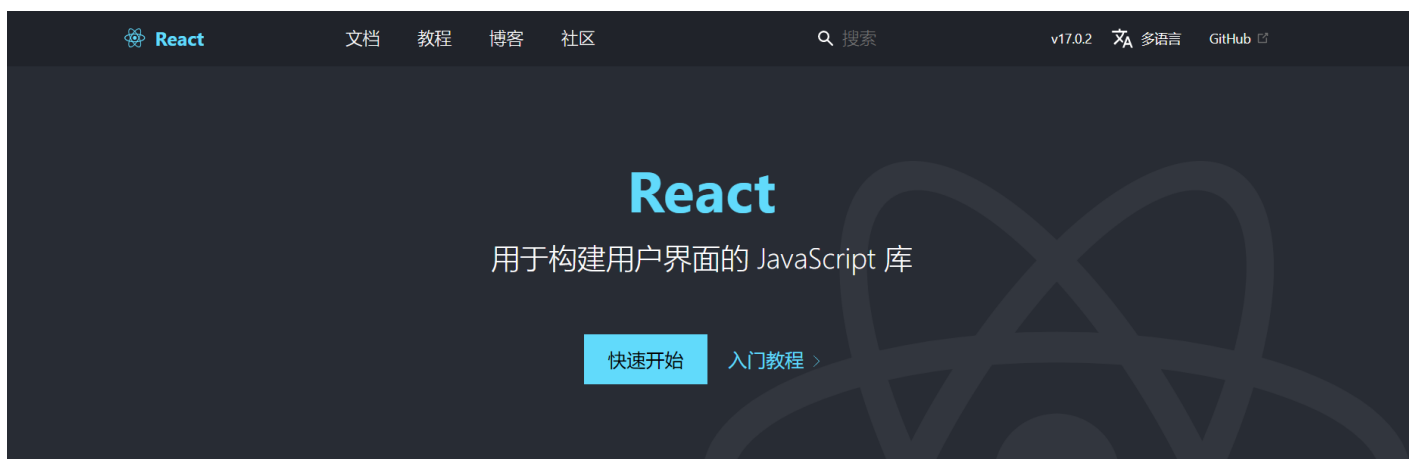 React 文档 教程 博客 社区 搜索 v17.0.2 多语言 GitHub
React
用于构建用户界面的 JavaScript 库
快速开始 入门教程